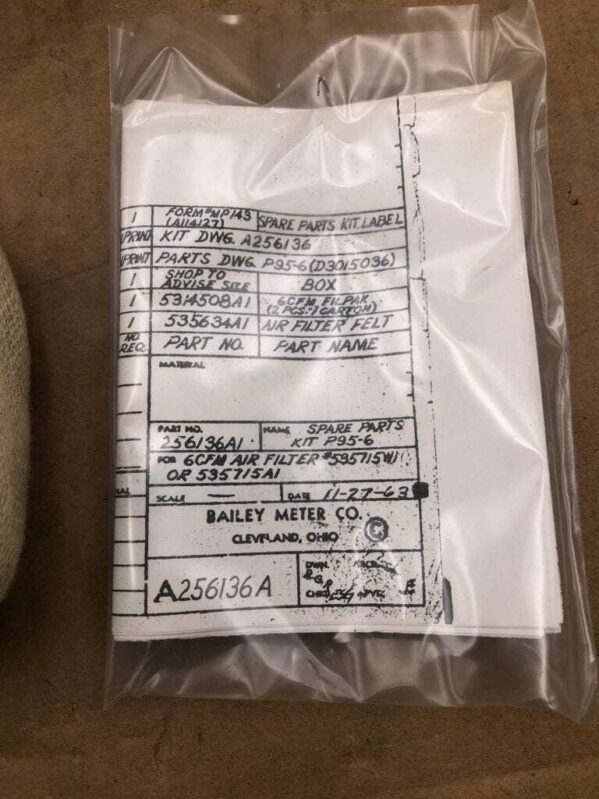 1 FORM #MP143 (A114127) SPARE PARTS KIT LABEL
KIT DWG. A256136
PARTS DWG. P95-6 (D3015036)
1 SHOP TO ADVISE SIZE BOX
1 5314508A1 6CFM FILPAK (2 PCS. 1 CARTON)
1 535634A1 AIR FILTER FELT
NO. REQ. PART NO. PART NAME
MATERIAL
PART NO. NAME SPARE PARTS
256136A1 KIT P95-6
FOR 6CFM AIR FILTER #535715W1
OR 535715A1
SCALE — DATE 11-27-63
BAILEY METER CO.
CLEVELAND, OHIO
A256136A